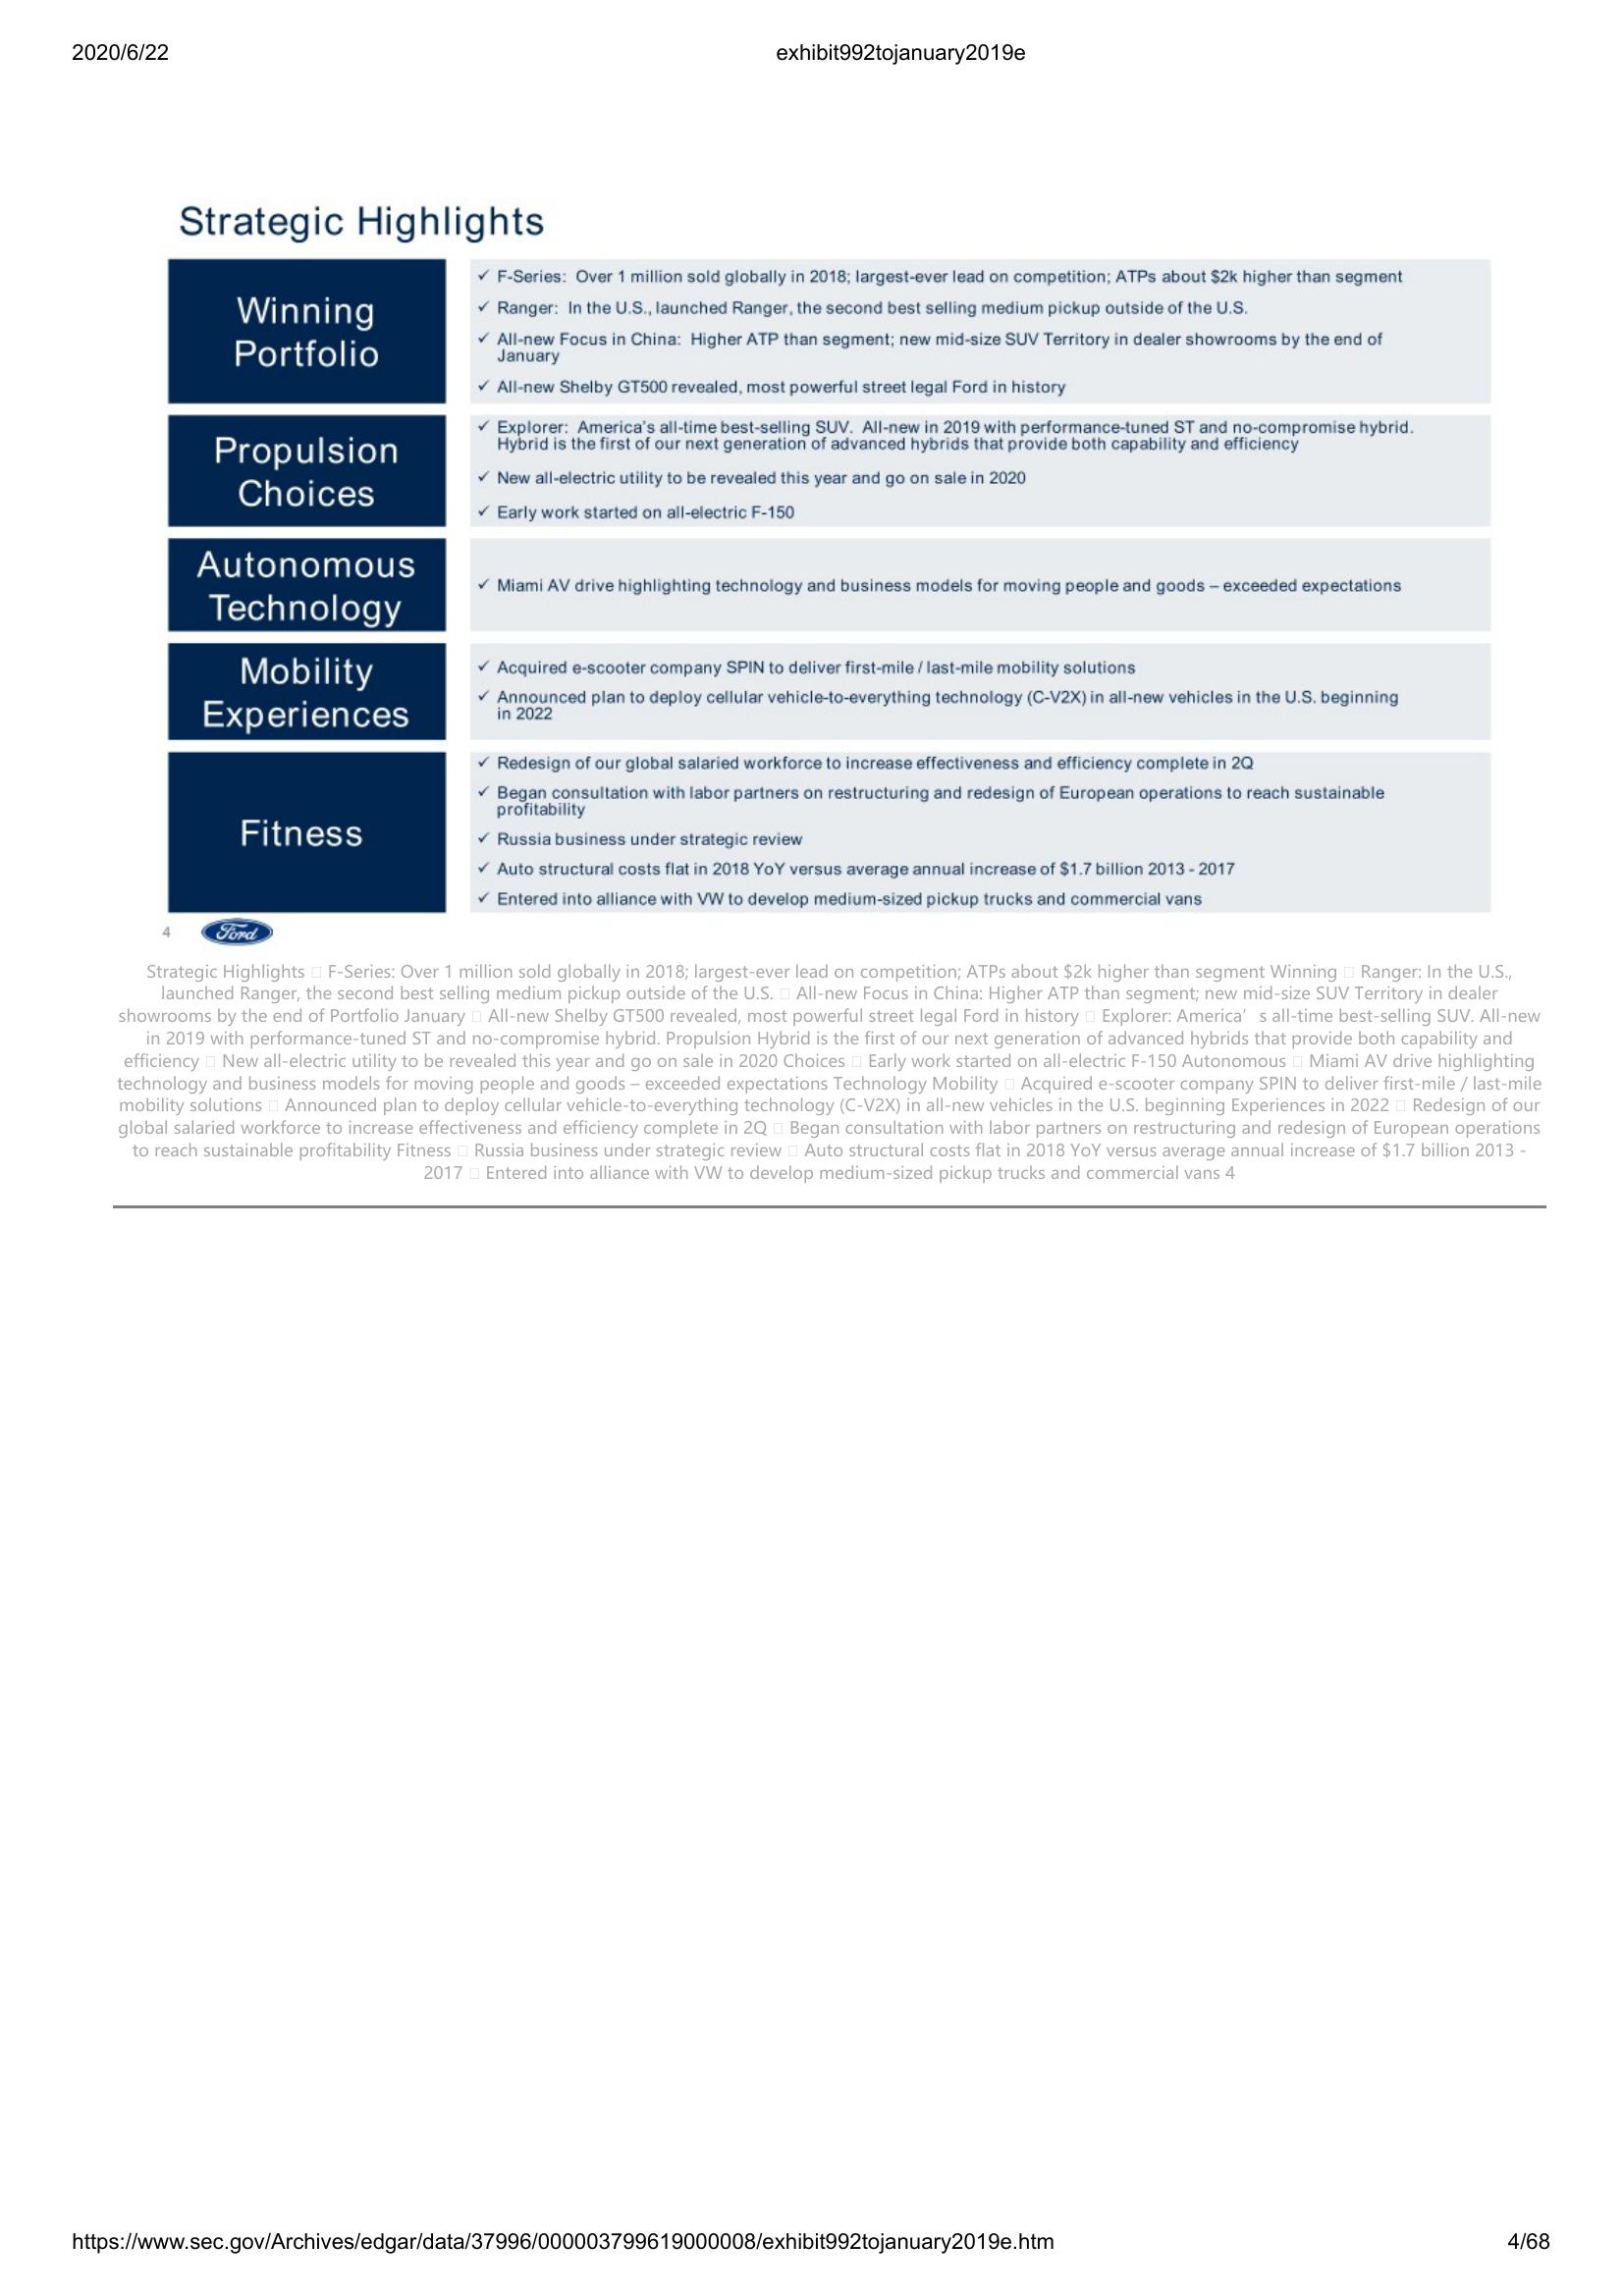 2020/6/22
exhibit992tojanuary2019e
Strategic Highlights
Winning
Portfolio
✓ F-Series: Over 1 million sold globally in 2018; largest-ever lead on competition; ATPs about $2k higher than segment
✓ Ranger: In the U.S., launched Ranger, the second best selling medium pickup outside of the U.S.
✓ All-new Focus in China: Higher ATP than segment; new mid-size SUV Territory in dealer showrooms by the end of
January
✓ All-new Shelby GT500 revealed, most powerful street legal Ford in history
Propulsion
Choices
✓ Explorer: America's all-time best-selling SUV. All-new in 2019 with performance-tuned ST and no-compromise hybrid.
Hybrid is the first of our next generation of advanced hybrids that provide both capability and efficiency
✓ New all-electric utility to be revealed this year and go on sale in 2020
✓ Early work started on all-electric F-150
Autonomous
Technology
✓ Miami AV drive highlighting technology and business models for moving people and goods – exceeded expectations
Mobility
Experiences
✓ Acquired e-scooter company SPIN to deliver first-mile / last-mile mobility solutions
✓ Announced plan to deploy cellular vehicle-to-everything technology (C-V2X) in all-new vehicles in the U.S. beginning
in 2022
Fitness
✓ Redesign of our global salaried workforce to increase effectiveness and efficiency complete in 2Q
✓ Began consultation with labor partners on restructuring and redesign of European operations to reach sustainable
profitability
✓ Russia business under strategic review
✓ Auto structural costs flat in 2018 YoY versus average annual increase of $1.7 billion 2013 - 2017
✓ Entered into alliance with VW to develop medium-sized pickup trucks and commercial vans
4
Ford
Strategic Highlights □ F-Series: Over 1 million sold globally in 2018; largest-ever lead on competition; ATPs about $2k higher than segment Winning □ Ranger: In the U.S.,
launched Ranger, the second best selling medium pickup outside of the U.S. □ All-new Focus in China: Higher ATP than segment; new mid-size SUV Territory in dealer
showrooms by the end of Portfolio January □ All-new Shelby GT500 revealed, most powerful street legal Ford in history □ Explorer: America's all-time best-selling SUV. All-new
in 2019 with performance-tuned ST and no-compromise hybrid. Propulsion Hybrid is the first of our next generation of advanced hybrids that provide both capability and
efficiency □ New all-electric utility to be revealed this year and go on sale in 2020 Choices □ Early work started on all-electric F-150 Autonomous □ Miami AV drive highlighting
technology and business models for moving people and goods – exceeded expectations Technology Mobility □ Acquired e-scooter company SPIN to deliver first-mile / last-mile
mobility solutions □ Announced plan to deploy cellular vehicle-to-everything technology (C-V2X) in all-new vehicles in the U.S. beginning Experiences in 2022 □ Redesign of our
global salaried workforce to increase effectiveness and efficiency complete in 2Q □ Began consultation with labor partners on restructuring and redesign of European operations
to reach sustainable profitability Fitness □ Russia business under strategic review □ Auto structural costs flat in 2018 YoY versus average annual increase of $1.7 billion 2013 -
2017 □ Entered into alliance with VW to develop medium-sized pickup trucks and commercial vans 4
https://www.sec.gov/Archives/edgar/data/37996/000003799619000008/exhibit992tojanuary2019e.htm
4/68